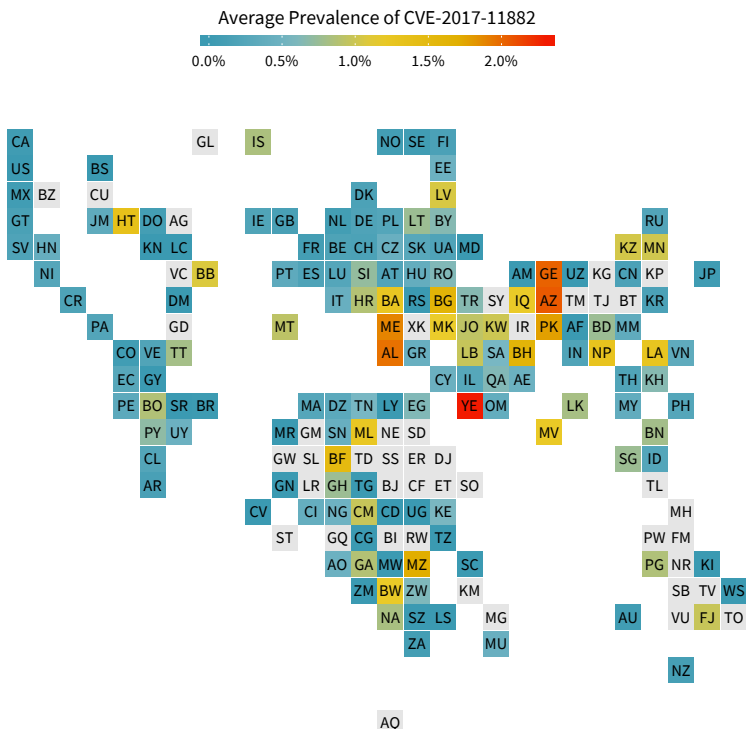 Average Prevalence of CVE-2017-11882
0.0% 0.5% 1.0% 1.5% 2.0%
CA GL IS NO SE FI
US BS EE
MX BZ CU DK LV
GT JM HT DO AG IE GB NL DE PL LT BY RU
SV HN KN LC FR BE CH CZ SK UA MD KZ MN
NI VC BB PT ES LU SI AT HU RO AM GE UZ KG CN KP JP
CR DM IT HR BA RS BG TR SY IQ AZ TM TJ BT KR
PA GD MT ME XK MK JO KW IR PK AF BD MM
CO VE TT AL GR LB SA BH IN NP LA VN
EC GY CY IL QA AE TH KH
PE BO SR BR MA DZ TN LY EG YE OM LK MY PH
PY UY MR GM SN ML NE SD MV BN
CL GW SL BF TD SS ER DJ SG ID
AR GN LR GH TG BJ CF ET SO TL
CV CI NG CM CD UG KE MH
ST GQ CG BI RW TZ PW FM
AO GA MW MZ SC PG NR KI
ZM BW ZW KM SB TV WS
NA SZ LS MG AU VU FJ TO
ZA MU
NZ
AQ